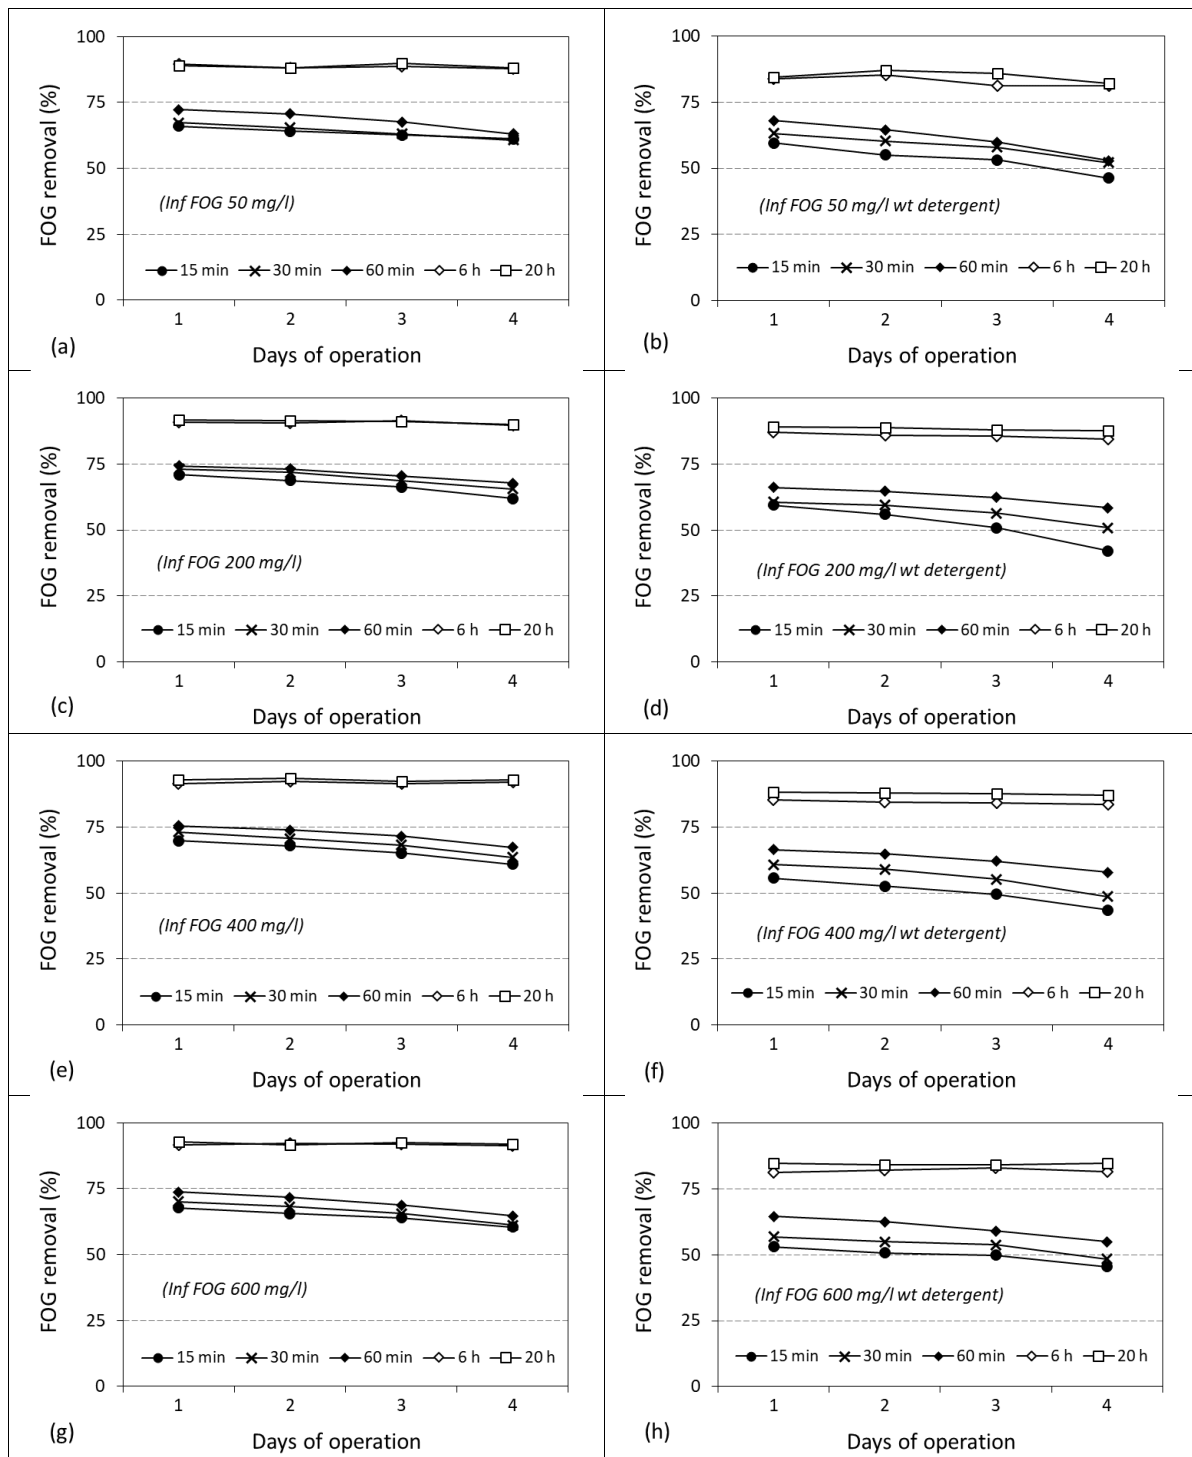 100
75
50
25
0
FOG removal (%)
(Inf FOG 50 mg/l)
15 min 30 min 60 min 6 h 20 h
1 2 3 4
Days of operation
(a)
100
75
50
25
0
FOG removal (%)
(Inf FOG 50 mg/l wt detergent)
15 min 30 min 60 min 6 h 20 h
1 2 3 4
Days of operation
(b)
100
75
50
25
0
FOG removal (%)
(Inf FOG 200 mg/l)
15 min 30 min 60 min 6 h 20 h
1 2 3 4
Days of operation
(c)
100
75
50
25
0
FOG removal (%)
(Inf FOG 200 mg/l wt detergent)
15 min 30 min 60 min 6 h 20 h
1 2 3 4
Days of operation
(d)
100
75
50
25
0
FOG removal (%)
(Inf FOG 400 mg/l)
15 min 30 min 60 min 6 h 20 h
1 2 3 4
Days of operation
(e)
100
75
50
25
0
FOG removal (%)
(Inf FOG 400 mg/l wt detergent)
15 min 30 min 60 min 6 h 20 h
1 2 3 4
Days of operation
(f)
100
75
50
25
0
FOG removal (%)
(Inf FOG 600 mg/l)
15 min 30 min 60 min 6 h 20 h
1 2 3 4
Days of operation
(g)
100
75
50
25
0
FOG removal (%)
(Inf FOG 600 mg/l wt detergent)
15 min 30 min 60 min 6 h 20 h
1 2 3 4
Days of operation
(h)